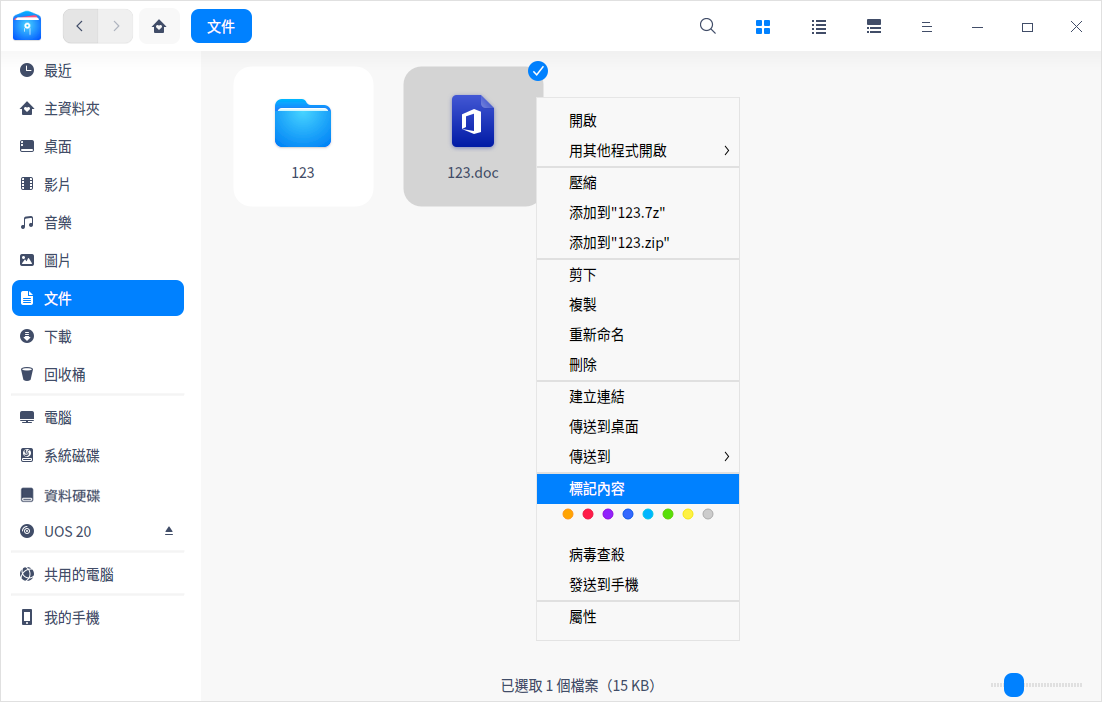 文件
最近
主資料夾
桌面
影片
音樂
圖片
文件
下載
回收桶
電腦
系統磁碟
資料硬碟
UOS 20
共用的電腦
我的手機
123
123.doc
開啟
用其他程式開啟
壓縮
添加到"123.7z"
添加到"123.zip"
剪下
複製
重新命名
刪除
建立連結
傳送到桌面
傳送到
標記內容
病毒查殺
發送到手機
屬性
已選取 1 個檔案（15 KB）